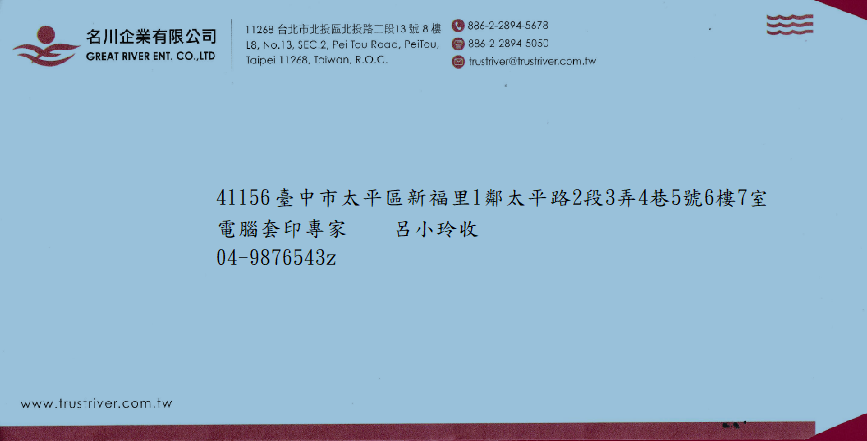 名川企業有限公司
GREAT RIVER ENT. CO.,LTD
11268 台北市北投區北投路二段13號8樓
L8, No.13, SEC.2, Pei Tou Road, PeiTou,
Taipei 11268, Taiwan, R.O.C.
886-2-2894-5678
886-2-2894-5050
trustriver@trustriver.com.tw
41156臺中市太平區新福里1鄰太平路2段3弄4巷5號6樓7室
電腦套印專家 呂小玲收
04-9876543z
www.trustriver.com.tw